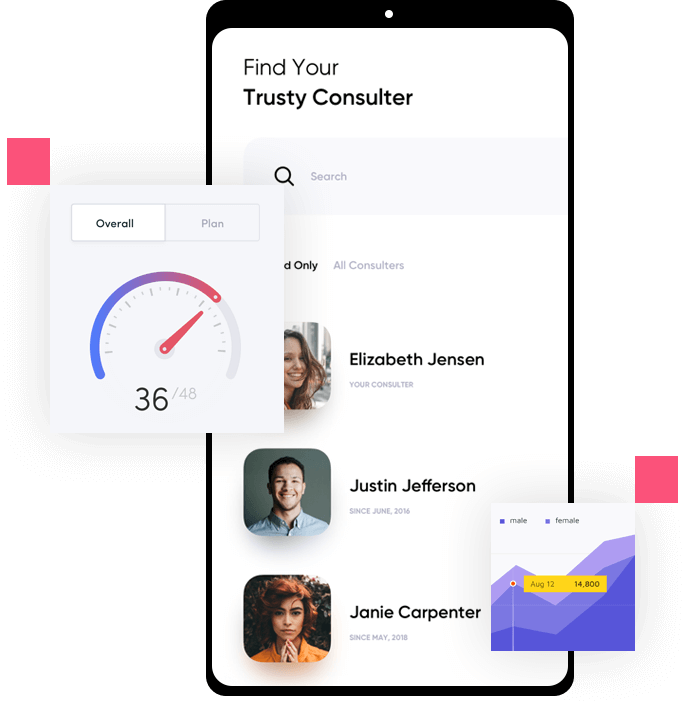 Find Your
Trusty Consulter
Search
Overall
Plan
d Only
All Consulters
36/48
Elizabeth Jensen
YOUR CONSULTER
Justin Jefferson
SINCE JUNE, 2016
male
female
Aug 12
14,800
Janie Carpenter
SINCE MAY, 2018